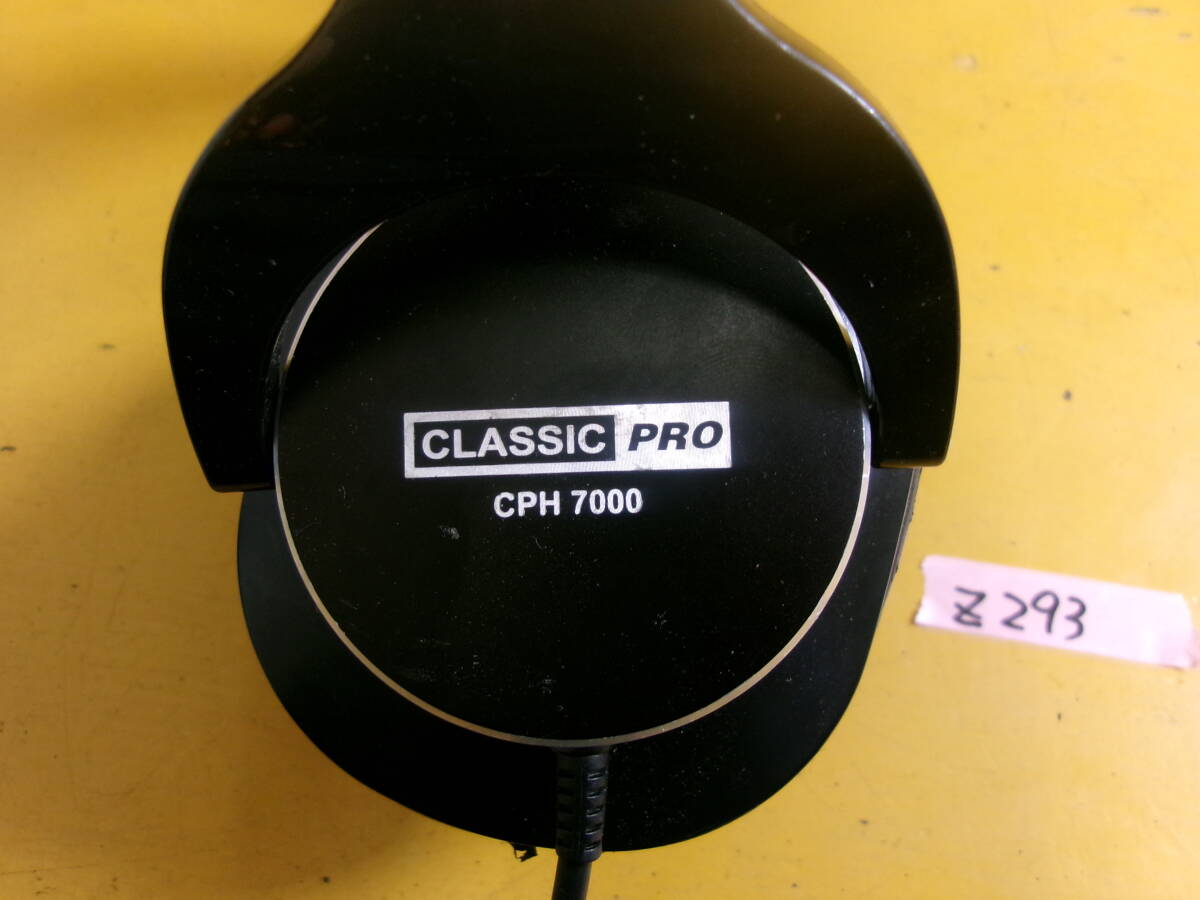 CLASSIC PRO
CPH 7000
Z293